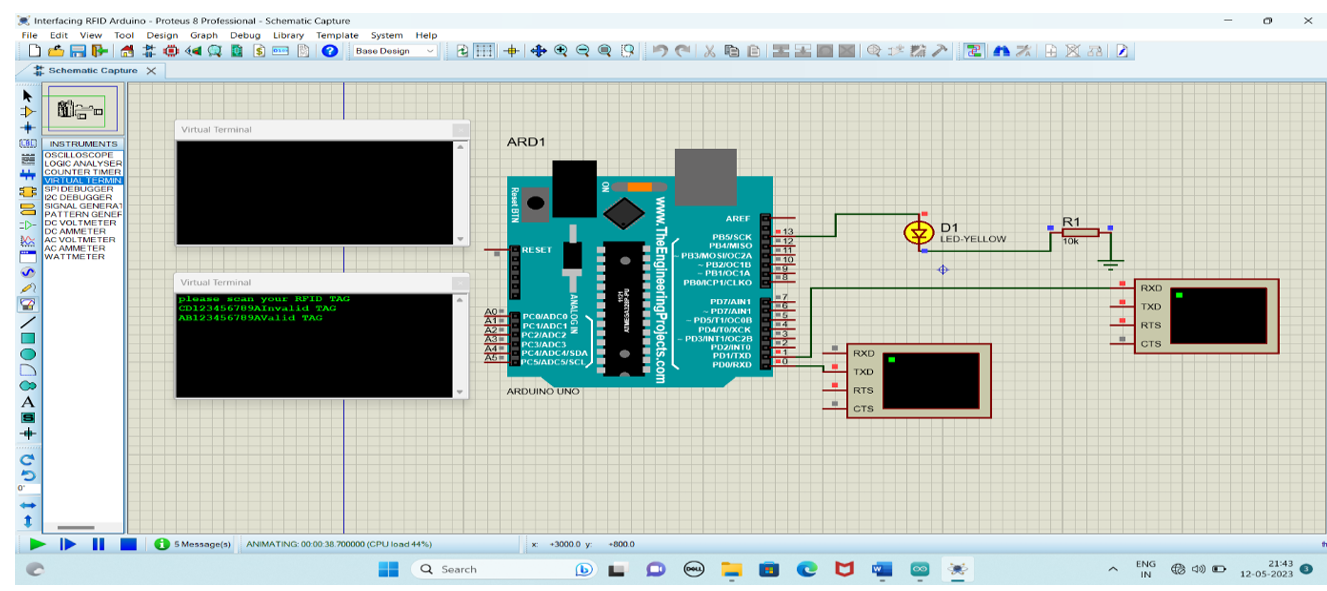 Interfacing RFID Arduino - Proteus 8 Professional - Schematic Capture
File Edit View Tool Design Graph Debug Library Template System Help
Base Design
Schematic Capture
INSTRUMENTS
OSCILLOSCOPE
LOGIC ANALYSER
COUNTER TIMER
VIRTUAL TERMIN
SPI DEBUGGER
I2C DEBUGGER
SIGNAL GENERAT
PATTERN GENEF
DC VOLTMETER
DC AMMETER
AC VOLTMETER
AC AMMETER
WATTMETER
0°
Virtual Terminal
Virtual Terminal
please scan your RFID TAG
CD123456789AInvalid TAG
AB123456789AValid TAG
ARD1
Reset BTN
ON
www.TheEngineeringProjects.com
ANALOG IN
RESET
A0 PC0/ADC0
A1 PC1/ADC1
A2 PC2/ADC2
A3 PC3/ADC3
A4 PC4/ADC4/SDA
A5 PC5/ADC5/SCL
AREF
PB5/SCK 13
PB4/MISO 12
~ PB3/MOSI/OC2A 11
~ PB2/OC1B 10
~ PB1/OC1A 9
PB0/ICP1/CLKO 8
PD7/AIN1 7
~ PD6/AIN1 6
~ PD5/T1/OC0B 5
PD4/T0/XCK 4
~ PD3/INT1/OC2B 3
PD2/INT0 2
PD1/TXD 1
PD0/RXD 0
ARDUINO UNO
D1
LED-YELLOW
R1
10k
RXD
TXD
RTS
CTS
RXD
TXD
RTS
CTS
5 Message(s)
ANIMATING: 00:00:38.700000 (CPU load 44%)
x: +3000.0 y: +800.0
Search
DELL
ENG
IN
21:43
12-05-2023
3